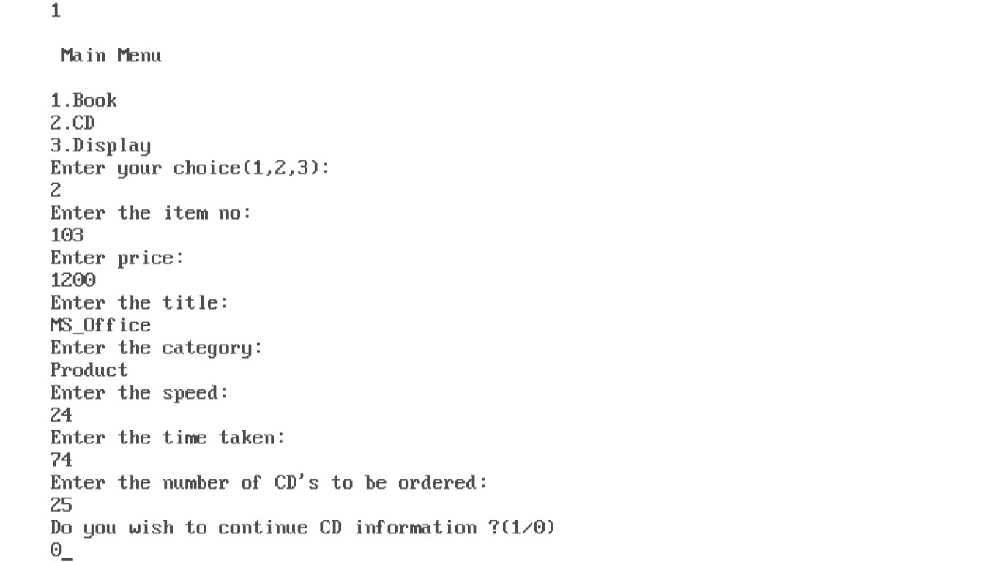 1
Main Menu
1.Book
2.CD
3.Display
Enter your choice(1,2,3):
2
Enter the item no:
103
Enter price:
1200
Enter the title:
MS_Office
Enter the category:
Product
Enter the speed:
24
Enter the time taken:
74
Enter the number of CD's to be ordered:
25
Do you wish to continue CD information ?(1/0)
0_